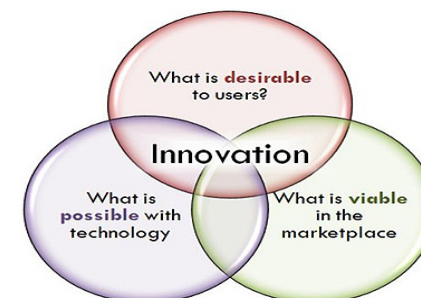 What is desirable
to users?
Innovation
What is
possible with
technology
What is viable
in the
marketplace